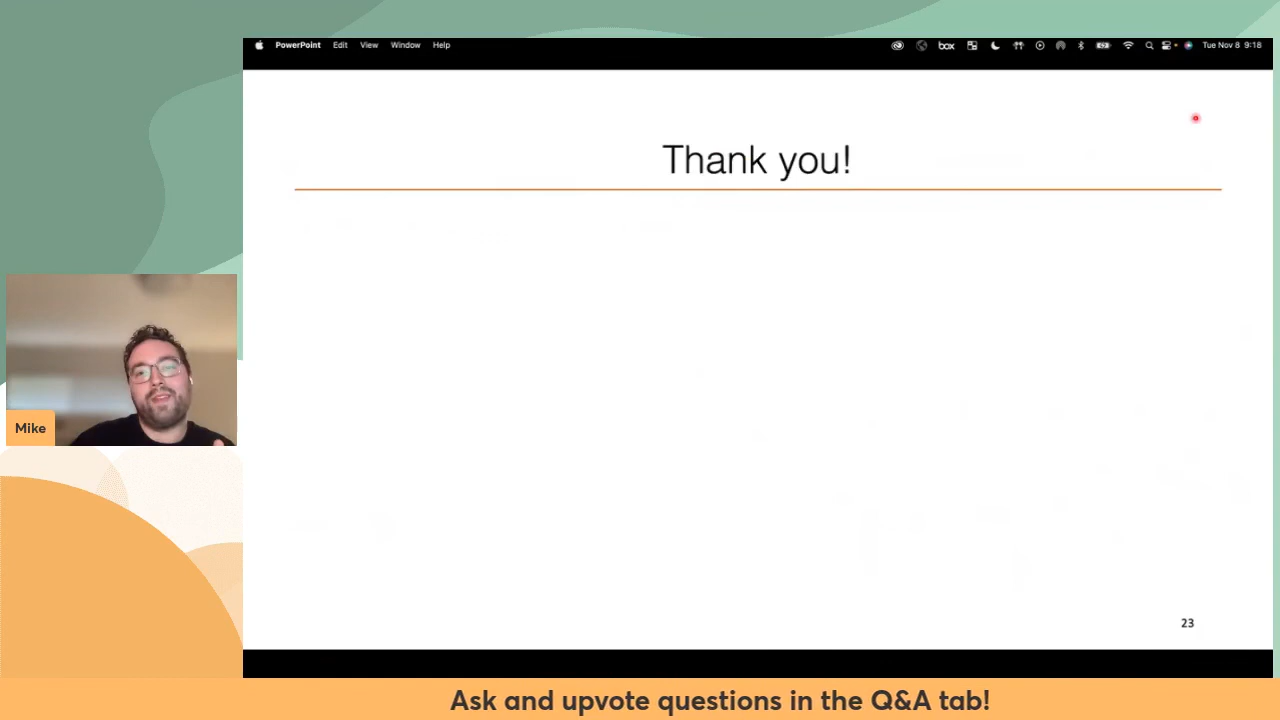 PowerPoint Edit View Window Help
box
Tue Nov 8 9:18
Thank you!
Mike
23
Ask and upvote questions in the Q&A tab!